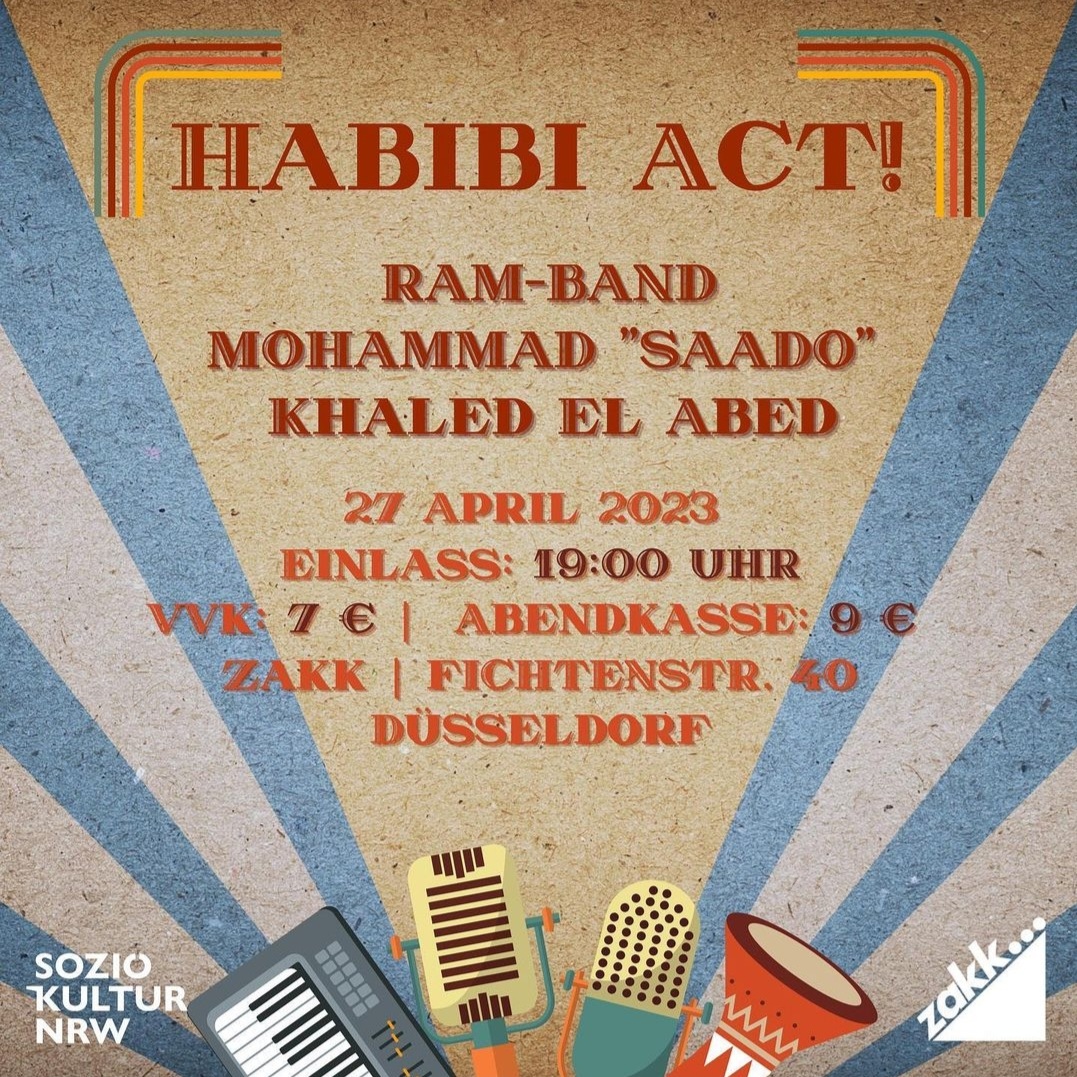 HABIBI ACT!
RAM-BAND
MOHAMMAD "SAADO"
KHALED EL ABED
27 APRIL 2023
EINLASS: 19:00 UHR
VVK: 7 € | ABENDKASSE: 9 €
ZAKK | FICHTENSTR. 40
DÜSSELDORF
SOZIO
KULTUR
NRW
zakk...